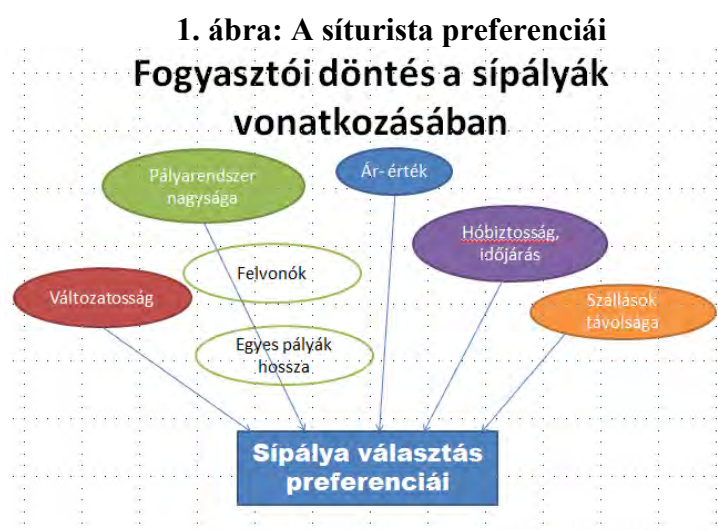 1. ábra: A síturista preferenciái
Fogyasztói döntés a sípályák
vonatkozásában
Pályarendszer
nagysága
Ár- érték
Hóbiztosság,
időjárás
Felvonók
Változatosság
Szállások
távolsága
Egyes pályák
hossza
Sípálya választás
preferenciái